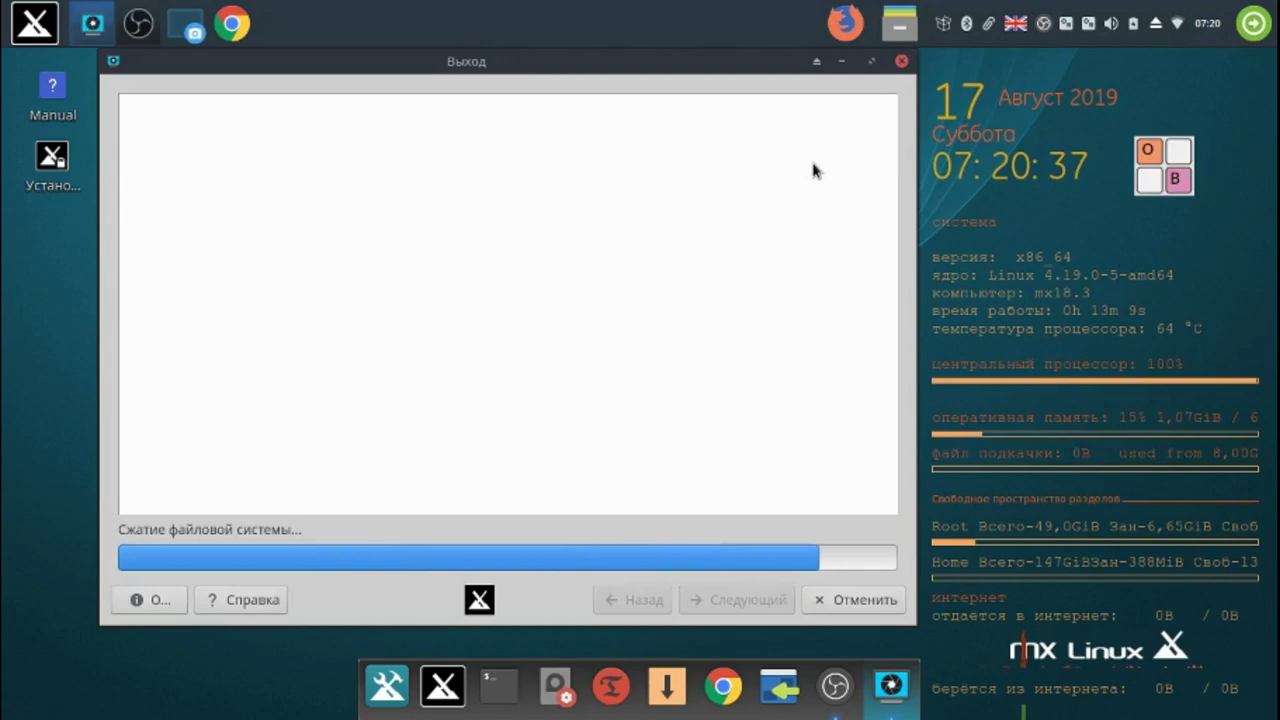 07:20
Выход
Manual
Устано...
17 Август 2019
Суббота
07: 20: 37
O
B
система
версия: x86_64
ядро: Linux 4.19.0-5-amd64
компьютер: mx18.3
время работы: 0h 13m 9s
температура процессора: 64 °C
центральный процессор: 100%
оперативная память: 15% 1,07GiB / 6
файл подкачки: 0B used from 8,00G
Свободное пространство разделов
Root Всего-49,0GiB Зан-6,65GiB Своб
Home Всего-147GiBЗан-388MiB Своб-13
Сжатие файловой системы...
О...
? Справка
Назад
Следующий
Отменить
интернет
отдается в интернет: 0B / 0B
mx Linux
берётся из интернета: 0B / 0B